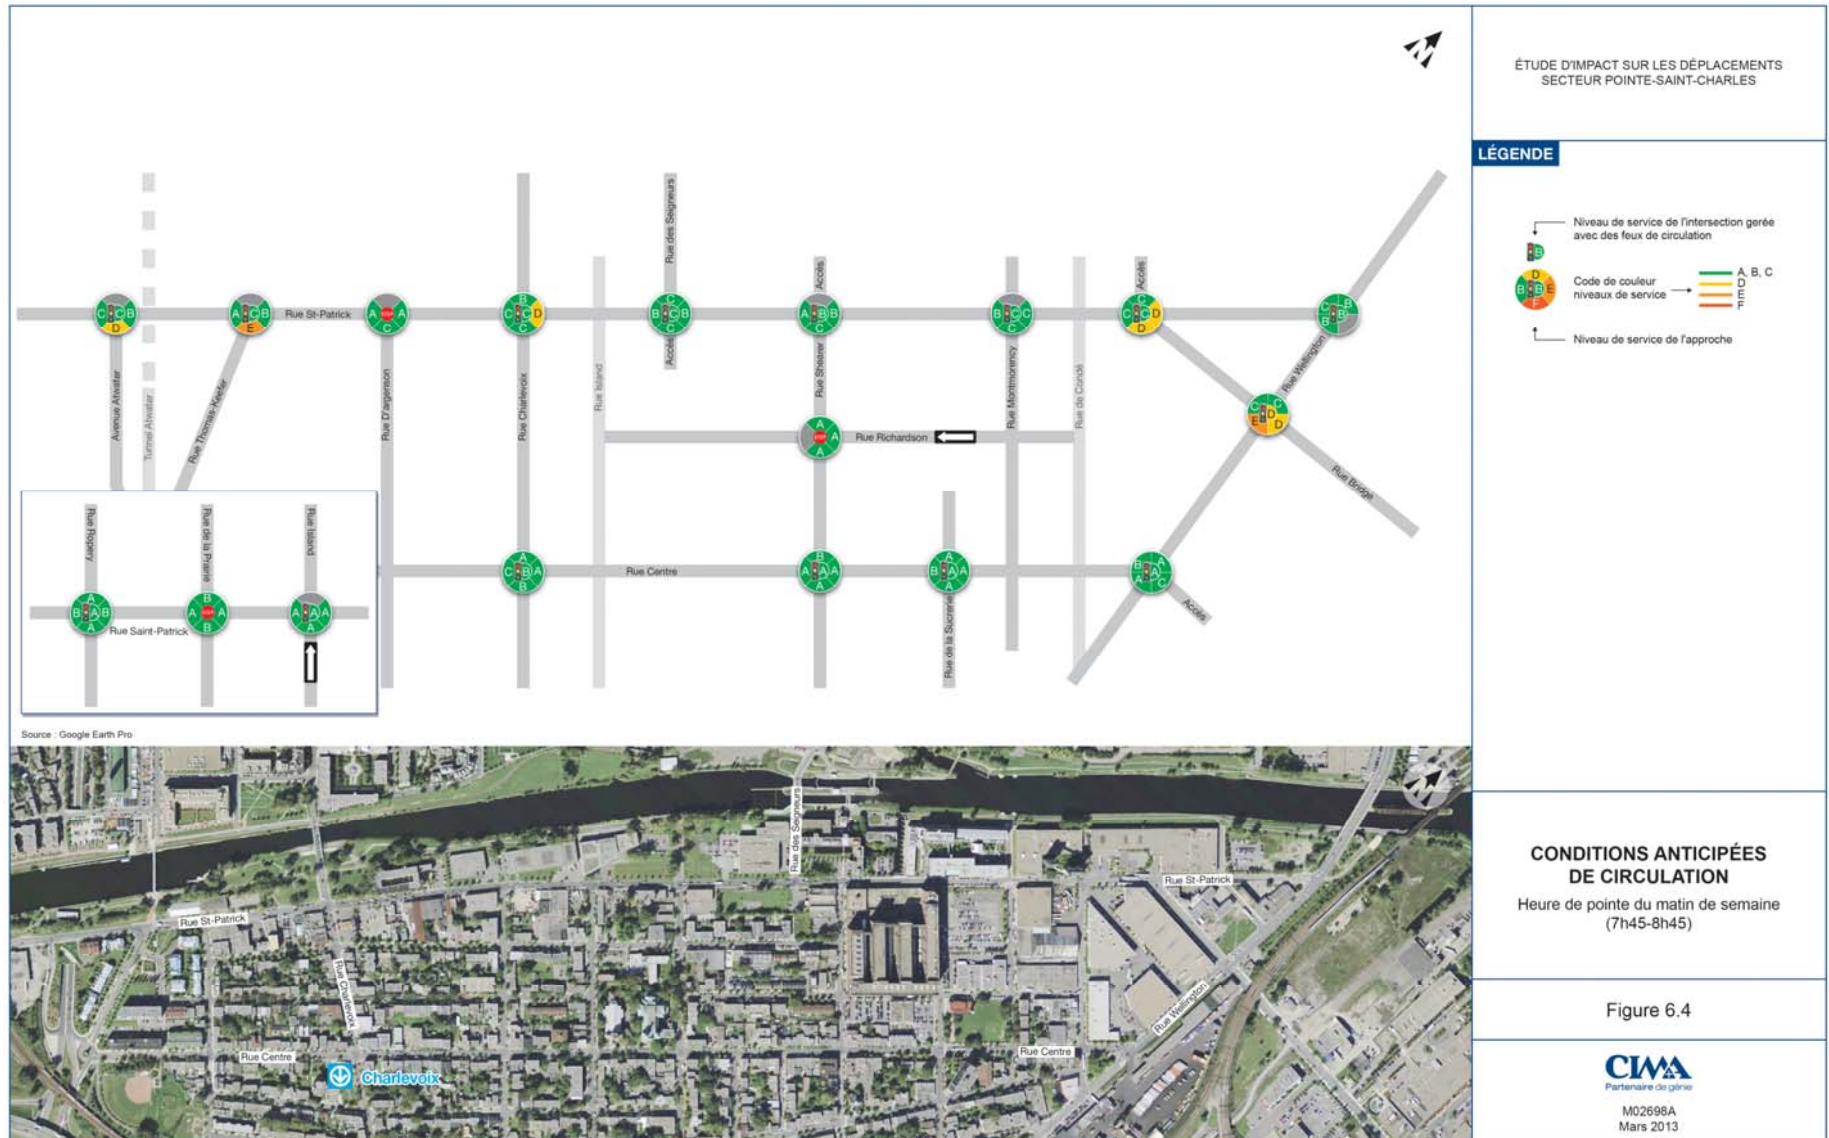 ÉTUDE D'IMPACT SUR LES DÉPLACEMENTS
SECTEUR POINTE-SAINT-CHARLES
LÉGENDE
Niveau de service de l'intersection gerée
avec des feux de circulation
B
D
B B E
F
Code de couleur
niveaux de service
A, B, C
D
E
F
Niveau de service de l'approche
Rue des Seigneurs
Accès
Accès
C C B
D
A C B
E
Rue St-Patrick
A STOP A
C
B
C C D
C
C
B C B
C
A B B
C
B C C
C
C C D
D
C B
B B
Avenue Atwater
Tunnel Atwater
Rue Thomas-Keefer
Rue D'argenson
Rue Charlevoix
Rue Island
Accès
Rue Shearer
Rue Montmorency
Rue de Condé
Rue Wellington
C C
D
E D
A
STOP A
A
Rue Richardson
Rue Bridge
Rue Ropery
Rue de la Prairie
Rue Island
A
C B A
B
Rue Centre
B
A A A
A
A
B A A
A
B A
A
A C
Accès
Rue de la Sucrerie
A
B A B
A
B
A STOP A
B
A A A
A
Rue Saint-Patrick
Source : Google Earth Pro
Rue des Seigneurs
Rue St-Patrick
Rue St-Patrick
Rue Charlevoix
Rue Wellington
Rue Centre
Rue Centre
Charlevoix
CONDITIONS ANTICIPÉES
DE CIRCULATION
Heure de pointe du matin de semaine
(7h45-8h45)
Figure 6.4
CIMA
Partenaire de génie
M02698A
Mars 2013